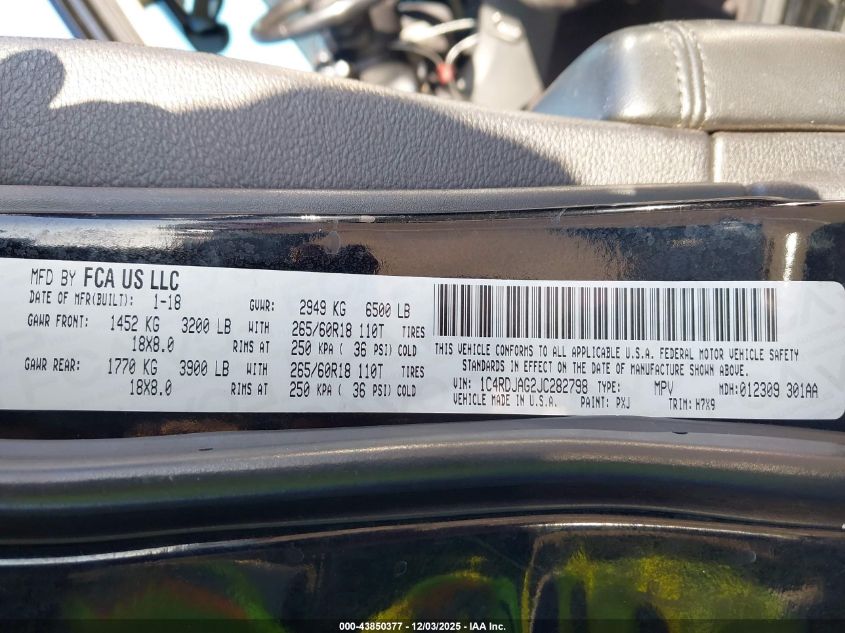 MFD BY FCA US LLC
DATE OF MFR(BUILT): 1-18 GVWR: 2949 KG 6500 LB
GAWR FRONT: 1452 KG 3200 LB WITH 265/60R18 110T TIRES
18X8.0 RIMS AT 250 KPA ( 36 PSI) COLD
GAWR REAR: 1770 KG 3900 LB WITH 265/60R18 110T TIRES
18X8.0 RIMS AT 250 KPA ( 36 PSI) COLD
THIS VEHICLE CONFORMS TO ALL APPLICABLE U.S.A. FEDERAL MOTOR VEHICLE SAFETY
STANDARDS IN EFFECT ON THE DATE OF MANUFACTURE SHOWN ABOVE.
VIN: 1C4RDJAG2JC282798 TYPE: MPV MDH: 012309 301AA
VEHICLE MADE IN U.S.A. PAINT: PXJ TRIM: H7X9
000-43850377 - 12/03/2025 - IAA Inc.